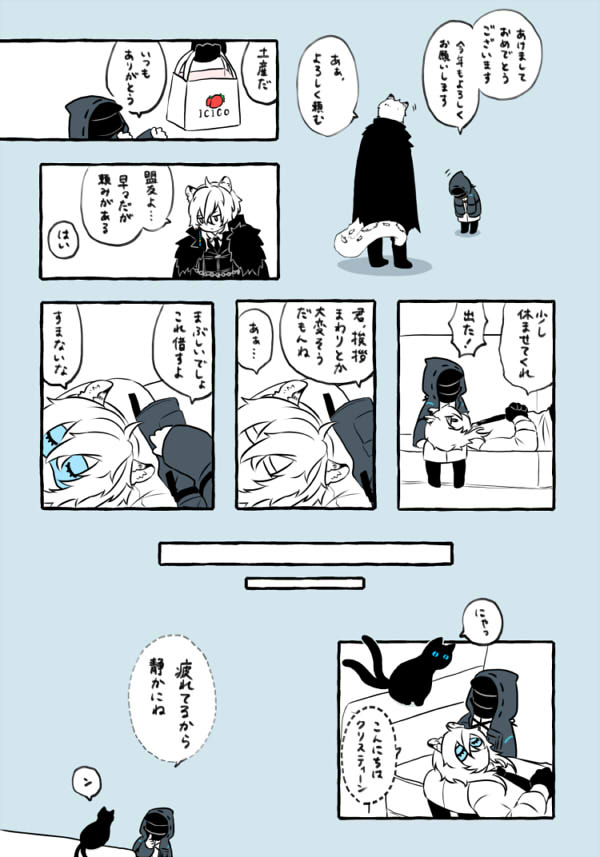 あけまして
おめでとう
ございます
今年もよろしく
お願いします
あぁ、
よろしく頼む
土産だ
いつも
ありがとう
ICICO
盟友よ…
早々だが
頼みがある
はい
少し
休ませてくれ
出た!
君、挨拶
まわりとか
大変そう
だもんね
あぁ…
まぶしいでしょ
これ借すよ
すまないな
にゃっ
こんにちは
クリスティーン
疲れてるから
静かにね
ン